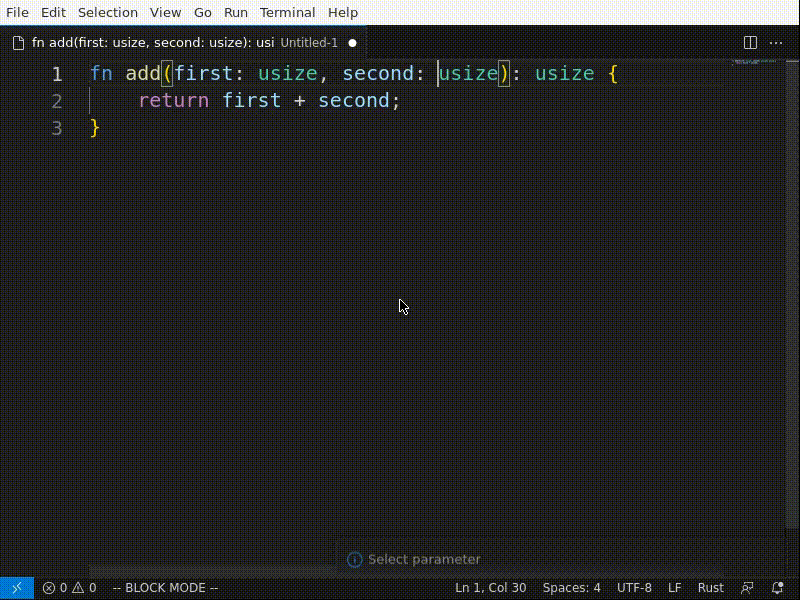 File Edit Selection View Go Run Terminal Help
fn add(first: usize, second: usize): usi Untitled-1
1 fn add(first: usize, second: usize): usize {
2 return first + second;
3 }
Select parameter
0 0 -- BLOCK MODE -- Ln 1, Col 30 Spaces: 4 UTF-8 LF Rust